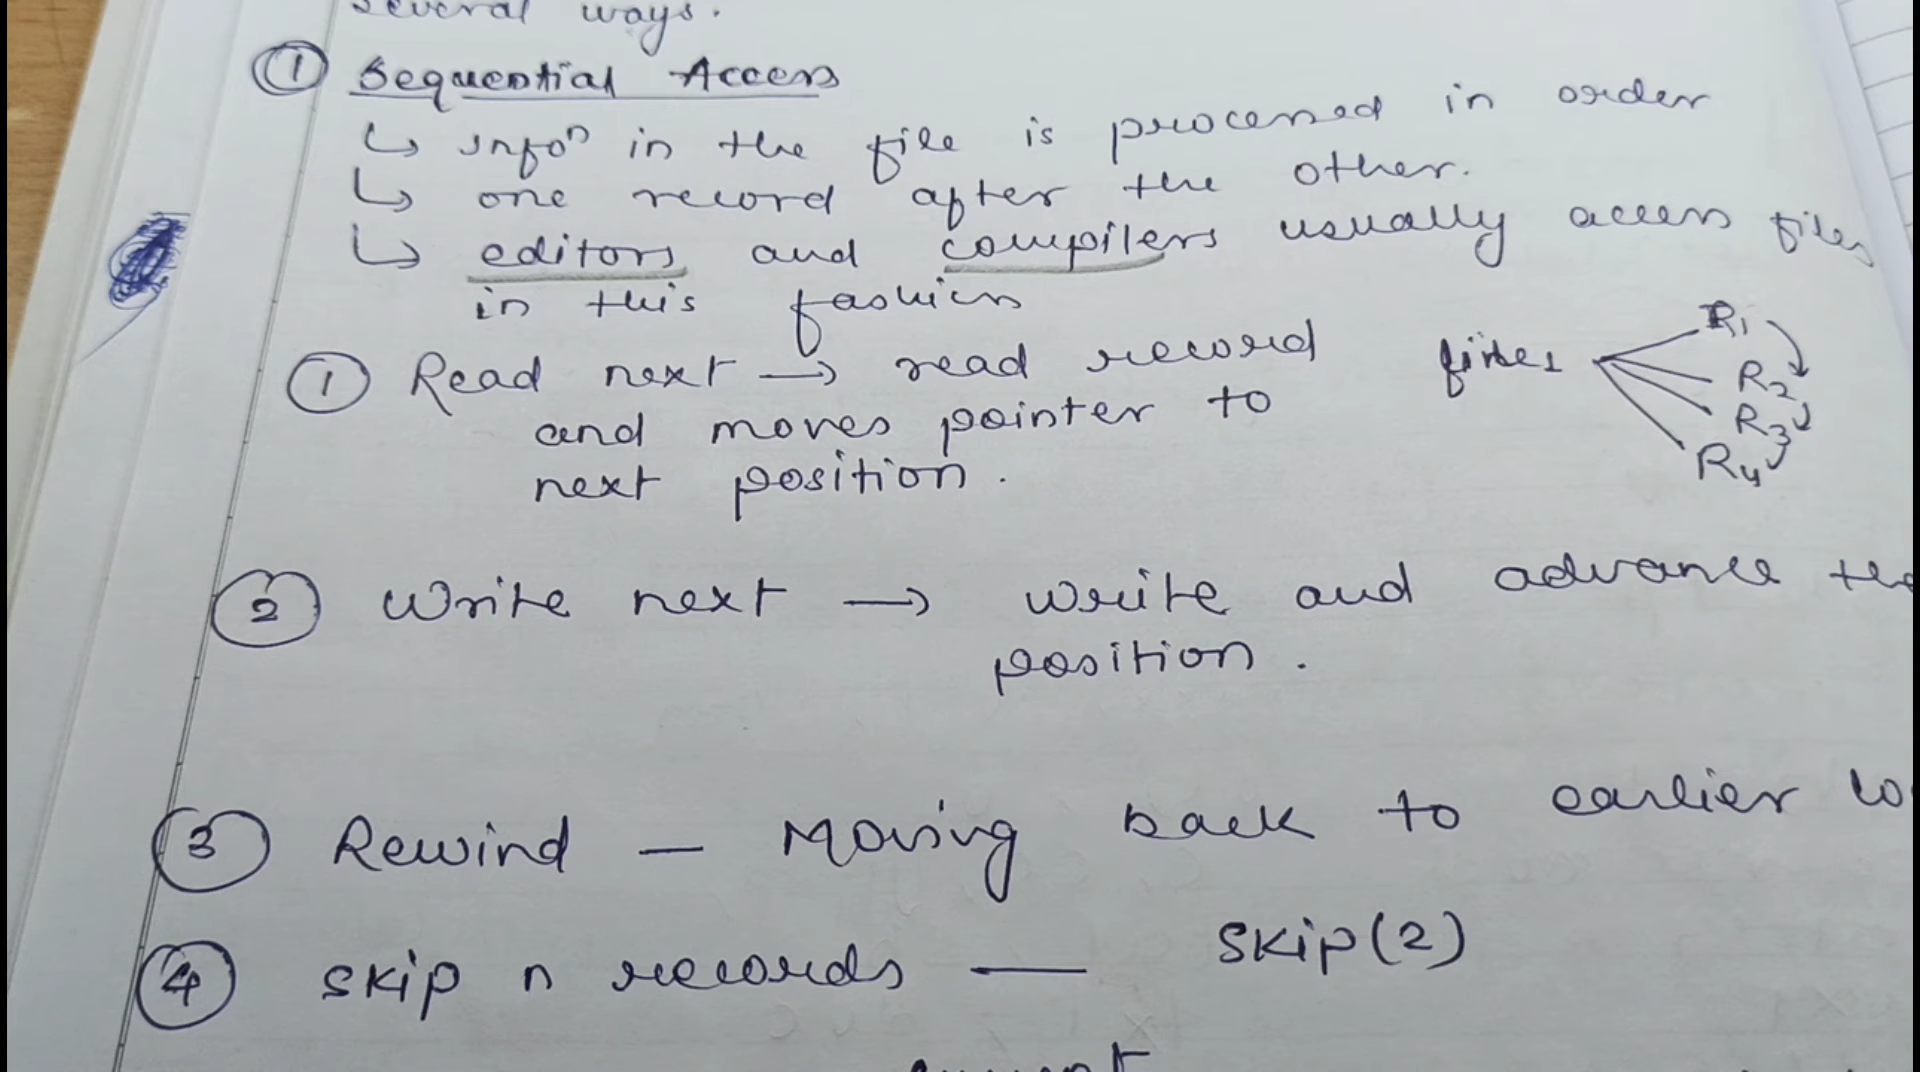 several ways.
① Sequential Access
↳ Infoⁿ in the file is processed in order
↳ one record after the other.
↳ editors and compilers usually access files
in this fashion
① Read next → read record
and moves pointer to
next position.
R1
R2
R3
R4
② Write next → write and advance the
position.
③ Rewind — Moving back to earlier
④ skip n records — skip(2)